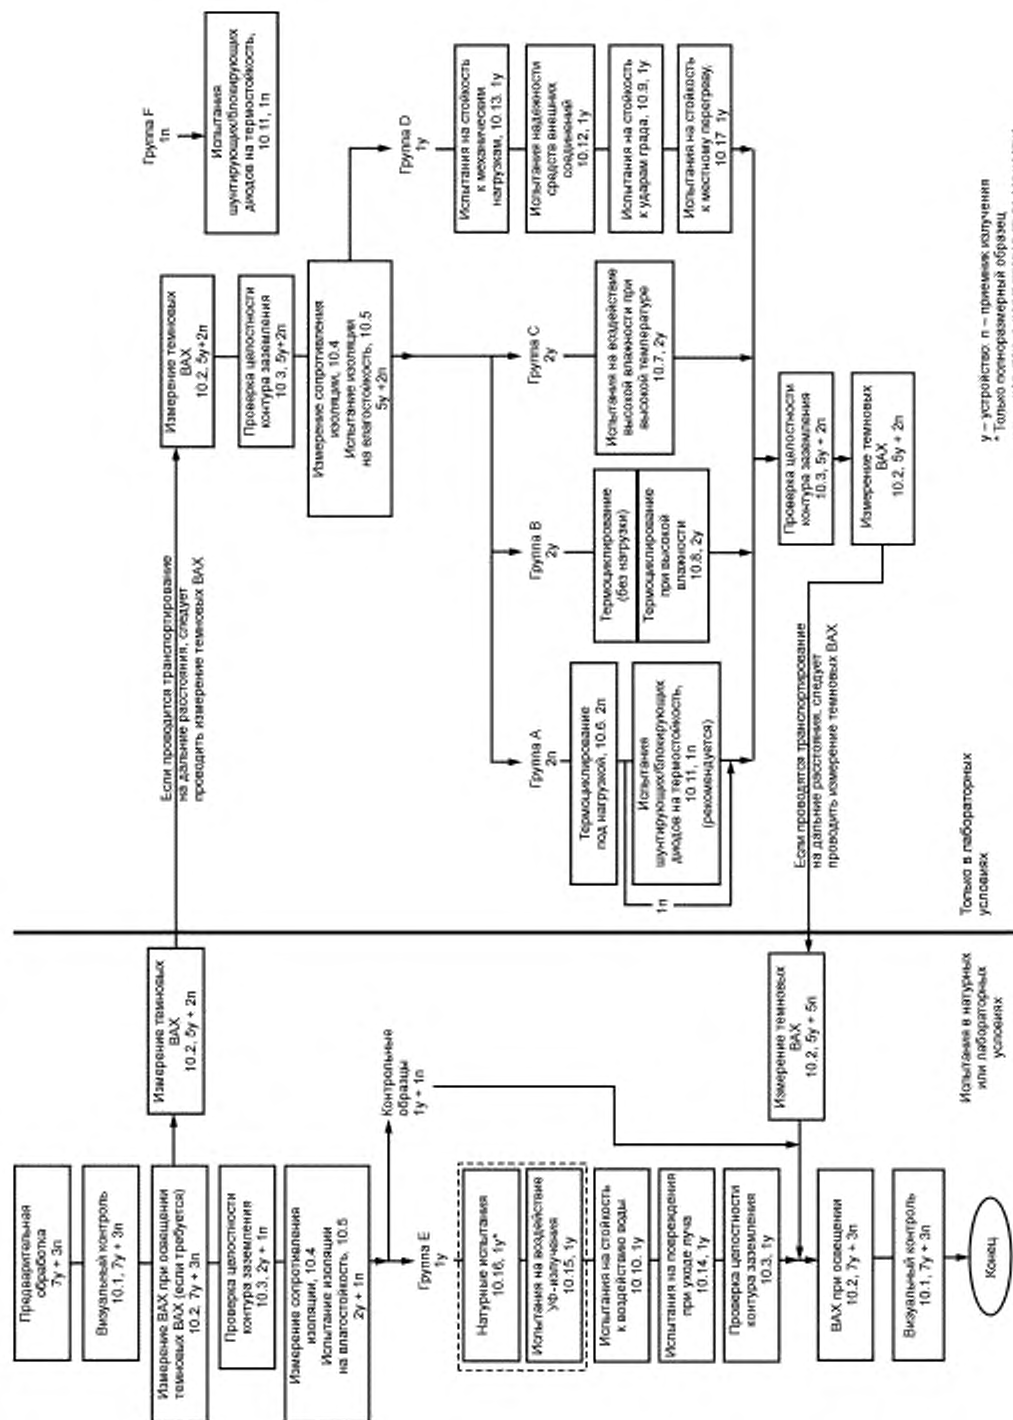 Предварительная
обработка
7у + 3п
Визуальный контроль
10.1, 7у + 3п
Измерение ВАХ при освещении
темновых ВАХ (если требуется)
10.2, 7у + 3п
Проверка целостности
контура заземления
10.3, 2у + 1п
Измерение сопротивления
изоляции, 10.4
Испытание изоляции
на влагостойкость, 10.5
2у + 1п
Измерение темновых
ВАХ
10.2, 5у + 2п
Контрольные
образцы
1у + 1п
Группа E
1у
Натурные испытания
10.16, 1у*
Испытания на воздействие
УФ-излучения
10.15, 1у
Испытания на стойкость
к воздействию воды
10.10, 1у
Испытания на повреждения
при уходе луча
10.14, 1у
Проверка целостности
контура заземления
10.3, 1у
Измерение темновых
ВАХ
10.2, 5у + 5п
ВАХ при освещении
10.2, 7у + 3п
Визуальный контроль
10.1, 7у + 3п
Конец
Испытания в натурных
или лабораторных
условиях
Если проводится транспортирование
на дальние расстояния, следует
проводить измерение темновых ВАХ
Измерение темновых
ВАХ
10.2, 5у+2п
Проверка целостности
контура заземления
10 3, 5у+2п
Измерение сопротивления
изоляции, 10.4
Испытание изоляции
на влагостойкость, 10.5
5у +2п
Группа F
1п
Испытания
шунтирующих/блокирующих
диодов на термостойкость,
10 11, 1п
Группа A
2п
Термоциклирование
под нагрузкой, 10.6. 2п
Испытания
шунтирующих/блокирующих
диодов на термостойкость,
10 11, 1п
(рекомендуется)
1п
Группа B
2у
Термоциклирование
(без нагрузки)
Термоциклирование
при высокой
влажности
10.8, 2у
Группа C
2у
Испытания на воздействие
высокой влажности при
высокой температуре
10.7, 2у
Группа D
1у
Испытания на стойкость
к механическим
нагрузкам, 10.13. 1у
Испытания надежности
средств внешних
соединений
10.12, 1у
Испытания на стойкость
к ударам града, 10.9, 1у
Испытания на стойкость
к местному перегреву,
10 17 1у
Проверка целостности
контура заземления
10.3, 5у + 2п
Измерение темновых
ВАХ
10.2, 5у + 2п
Если проводятся транспортирование
на дальние расстояния, следует
проводить измерение темновых ВАХ
Только в лабораторных
условиях
у – устройство: п – приемник излучения
* Только полноразмерный образец